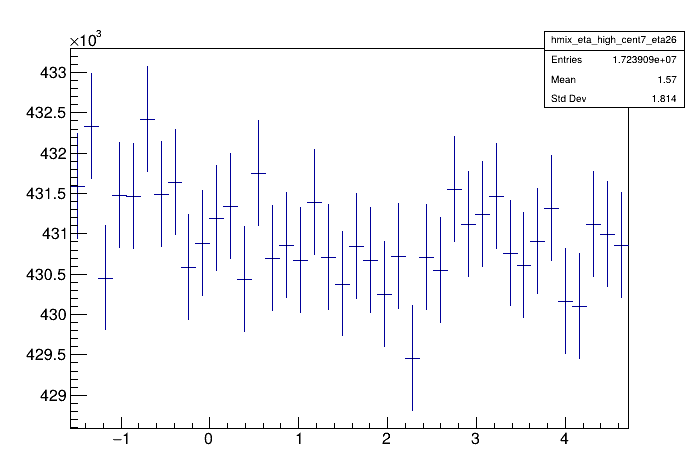 ×10³
hmix_eta_high_cent7_eta26
Entries 1.723909e+07
Mean 1.57
Std Dev 1.814
433
432.5
432
431.5
431
430.5
430
429.5
429
−1 0 1 2 3 4